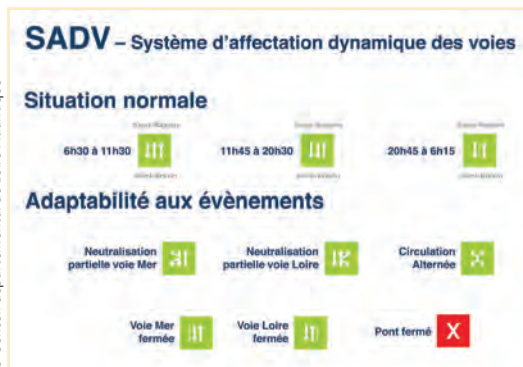 SADV – Système d'affectation dynamique des voies
Situation normale
6h30 à 11h30
11h45 à 20h30
20h45 à 6h15
Adaptabilité aux évènements
Neutralisation
partielle voie Mer
Neutralisation
partielle voie Loire
Circulation
Alternée
Voie Mer
fermée
Voie Loire
fermée
Pont fermé
X